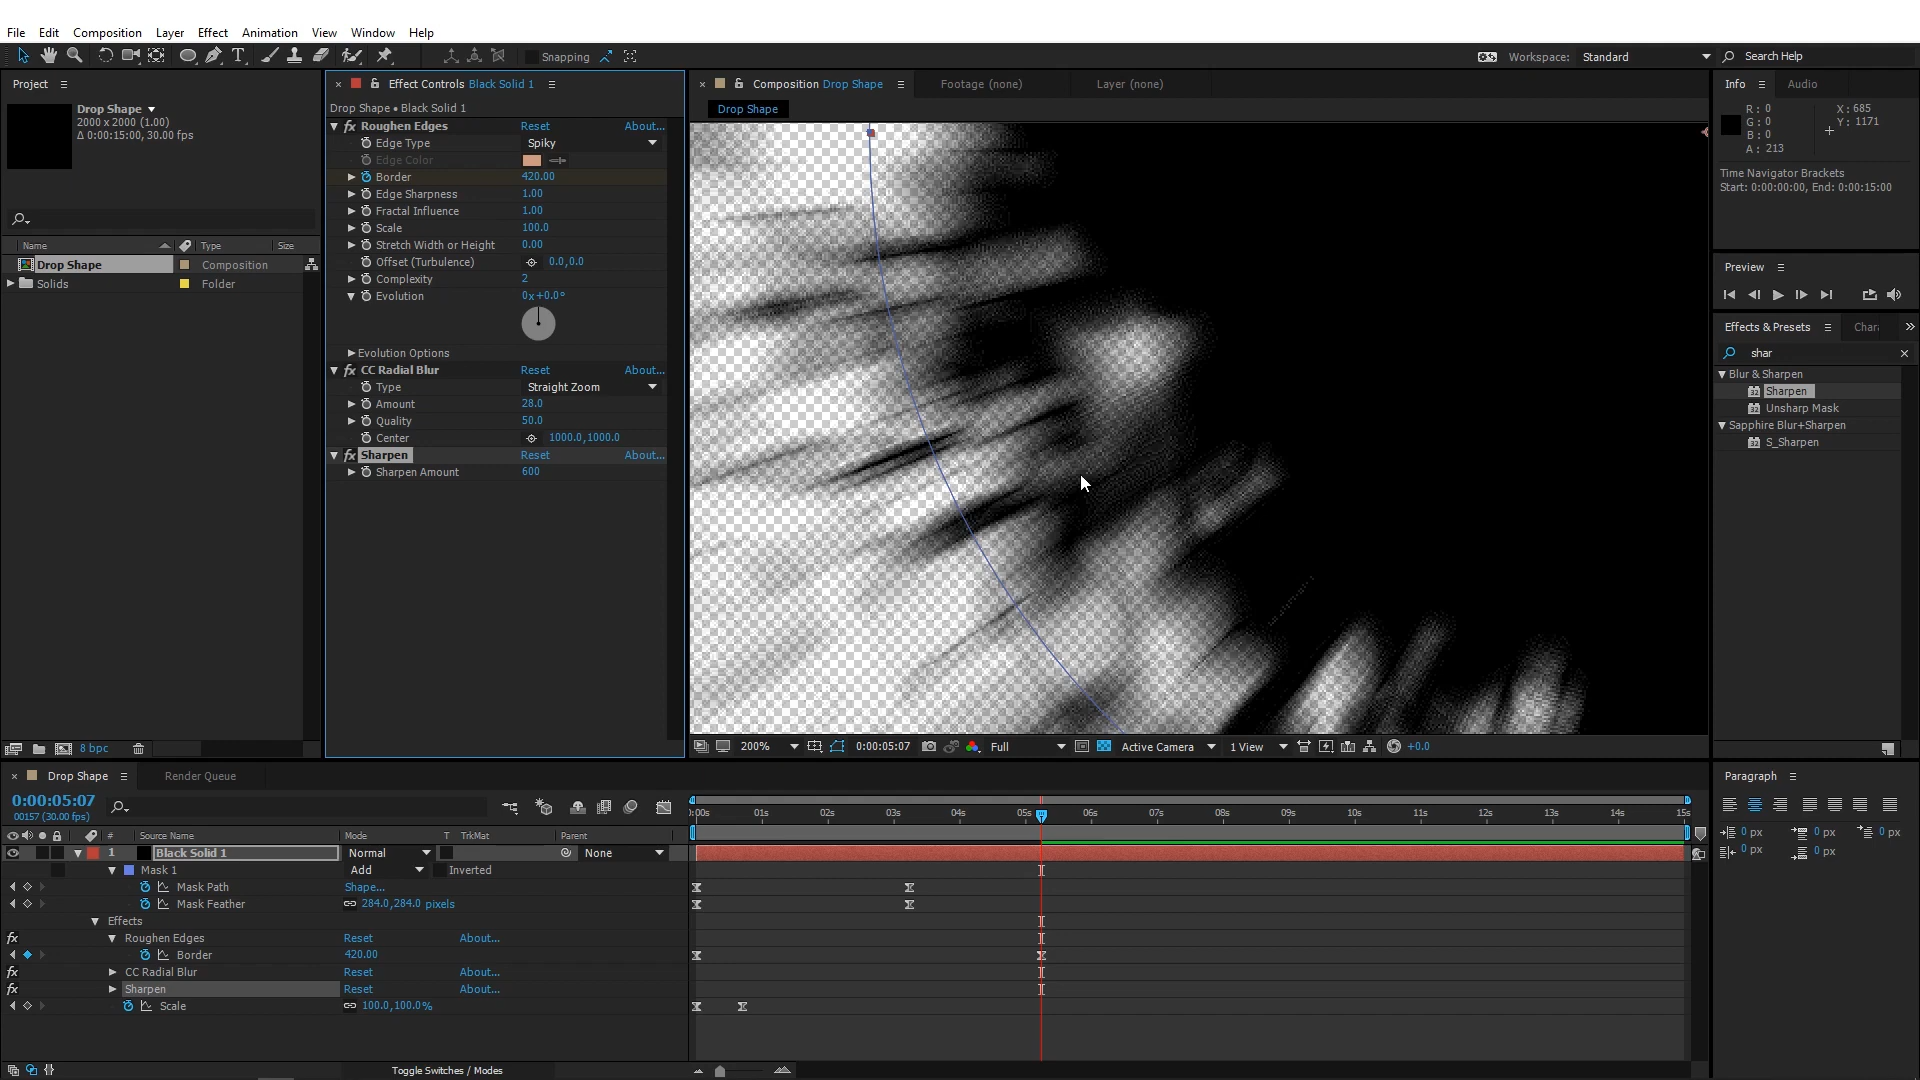 File Edit Composition Layer Effect Animation View Window Help
Snapping
Workspace: Standard
Search Help
Project
Drop Shape
2000 x 2000 (1.00)
Δ 0:00:15:00, 30.00 fps
Name Type Size
Drop Shape Composition
Solids Folder
8 bpc
Effect Controls Black Solid 1
Drop Shape • Black Solid 1
fx Roughen Edges Reset About...
Edge Type Spiky
Edge Color
Border 420.00
Edge Sharpness 1.00
Fractal Influence 1.00
Scale 100.0
Stretch Width or Height 0.00
Offset (Turbulence) 0.0,0.0
Complexity 2
Evolution 0x+0.0°
Evolution Options
fx CC Radial Blur Reset About...
Type Straight Zoom
Amount 28.0
Quality 50.0
Center 1000.0,1000.0
fx Sharpen Reset About...
Sharpen Amount 600
Composition Drop Shape Footage (none) Layer (none)
Drop Shape
200% 0:00:05:07 Full Active Camera 1 View +0.0
Info Audio
R: 0 X: 685
G: 0 Y: 1171
B: 0
A: 213
Time Navigator Brackets
Start: 0:00:00:00, End: 0:00:15:00
Preview
Effects & Presets Chara
shar
Blur & Sharpen
Sharpen
Unsharp Mask
Sapphire Blur+Sharpen
S_Sharpen
Paragraph
0 px 0 px 0 px
0 px 0 px
Drop Shape Render Queue
0:00:05:07
00157 (30.00 fps)
:00s 01s 02s 03s 04s 05s 06s 07s 08s 09s 10s 11s 12s 13s 14s 15s
# Source Name Mode T TrkMat Parent
1 Black Solid 1 Normal None
Mask 1 Add Inverted
Mask Path Shape...
Mask Feather 284.0,284.0 pixels
Effects
fx Roughen Edges Reset About...
Border 420.00
fx CC Radial Blur Reset About...
fx Sharpen Reset About...
Scale 100.0,100.0%
Toggle Switches / Modes